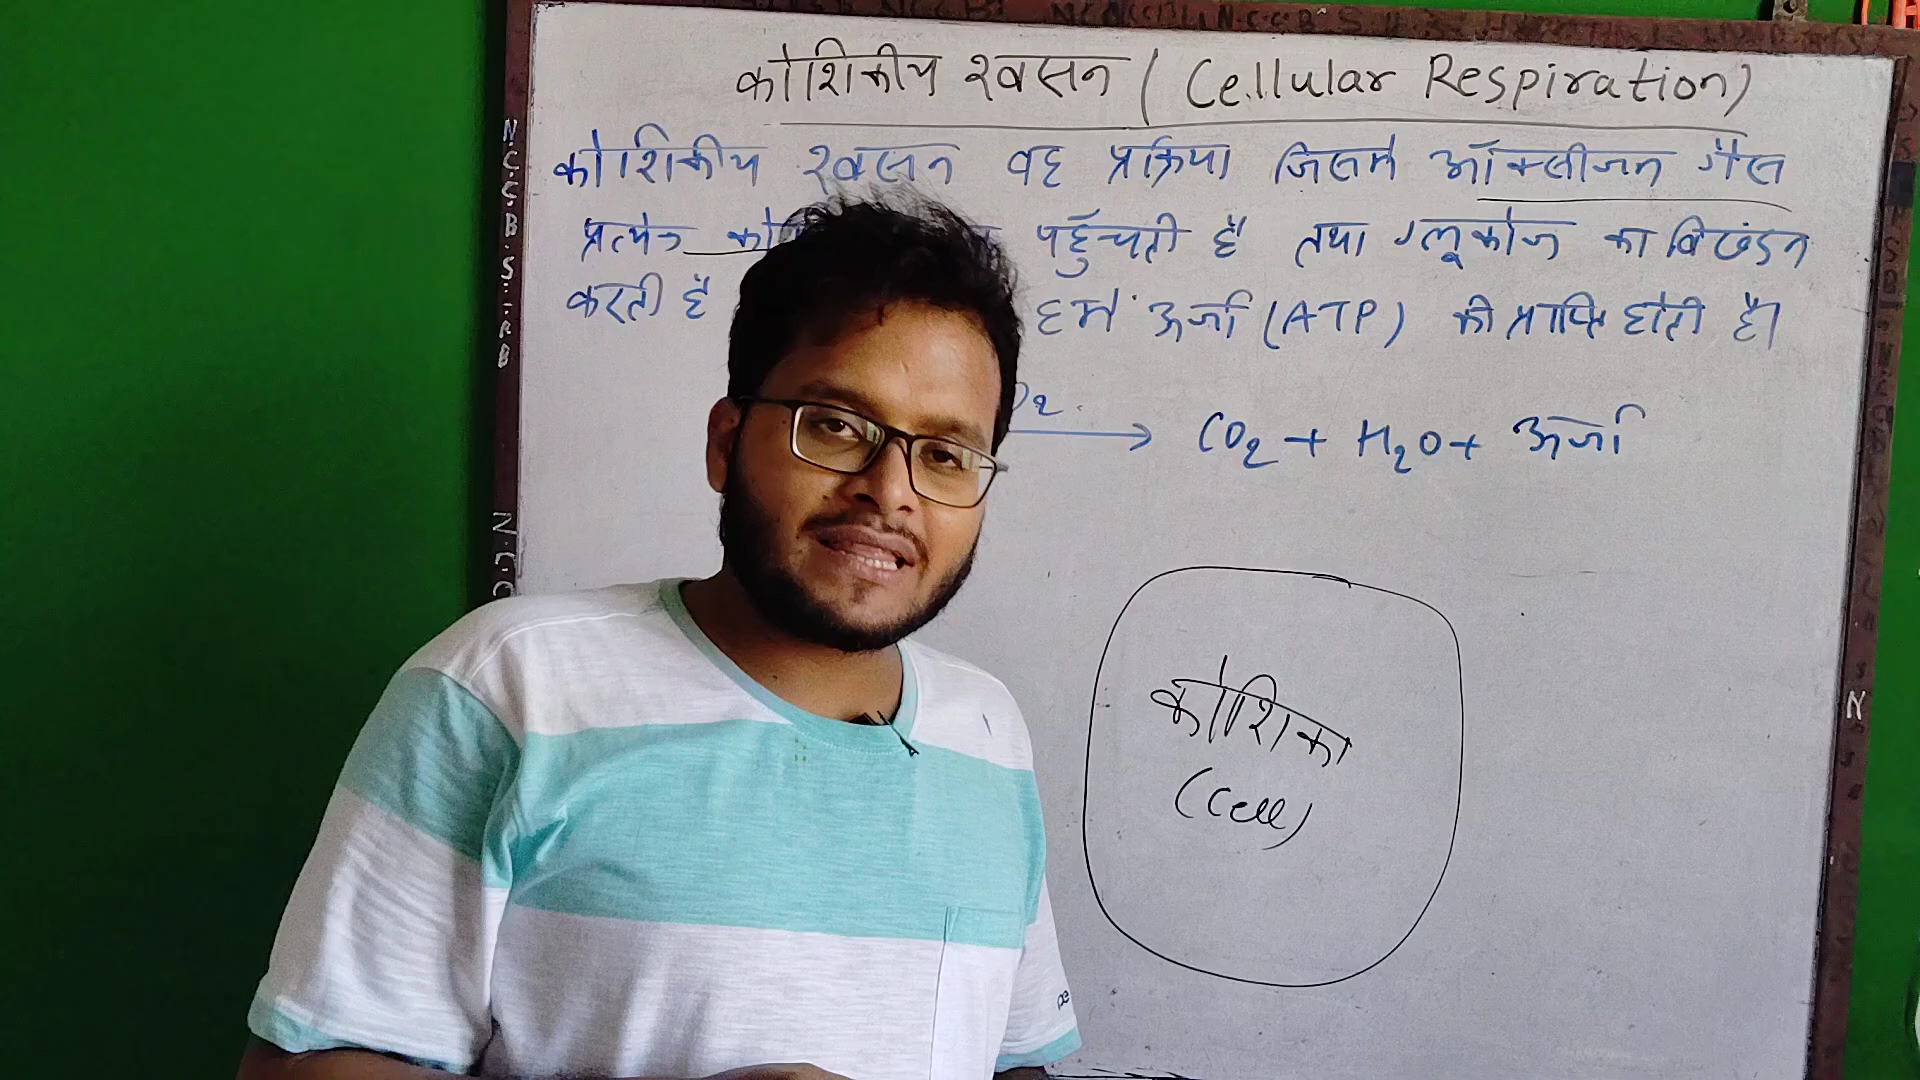 कोशिकीय श्वसन ( Cellular Respiration)
कोशिकीय श्वसन वह प्रक्रिया जिसमे ऑक्सीजन गैस
प्रत्येक पहुँचती है तथा ग्लूकोज का विखंडन
करती है हमे ऊर्जा (ATP) की प्राप्ति होती है।
CO₂ + H₂O + ऊर्जा
कोशिका
(Cell)